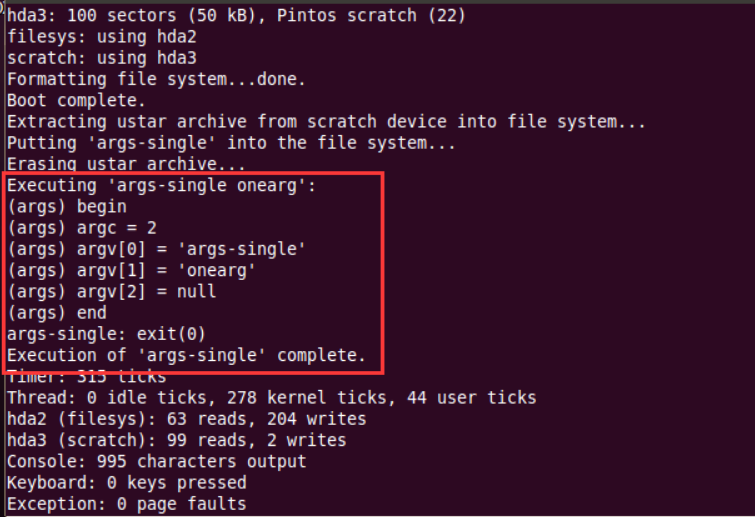 hda3: 100 sectors (50 kB), Pintos scratch (22)
filesys: using hda2
scratch: using hda3
Formatting file system...done.
Boot complete.
Extracting ustar archive from scratch device into file system...
Putting 'args-single' into the file system...
Erasing ustar archive...
Executing 'args-single onearg':
(args) begin
(args) argc = 2
(args) argv[0] = 'args-single'
(args) argv[1] = 'onearg'
(args) argv[2] = null
(args) end
args-single: exit(0)
Execution of 'args-single' complete.
Timer: 315 ticks
Thread: 0 idle ticks, 278 kernel ticks, 44 user ticks
hda2 (filesys): 63 reads, 204 writes
hda3 (scratch): 99 reads, 2 writes
Console: 995 characters output
Keyboard: 0 keys pressed
Exception: 0 page faults